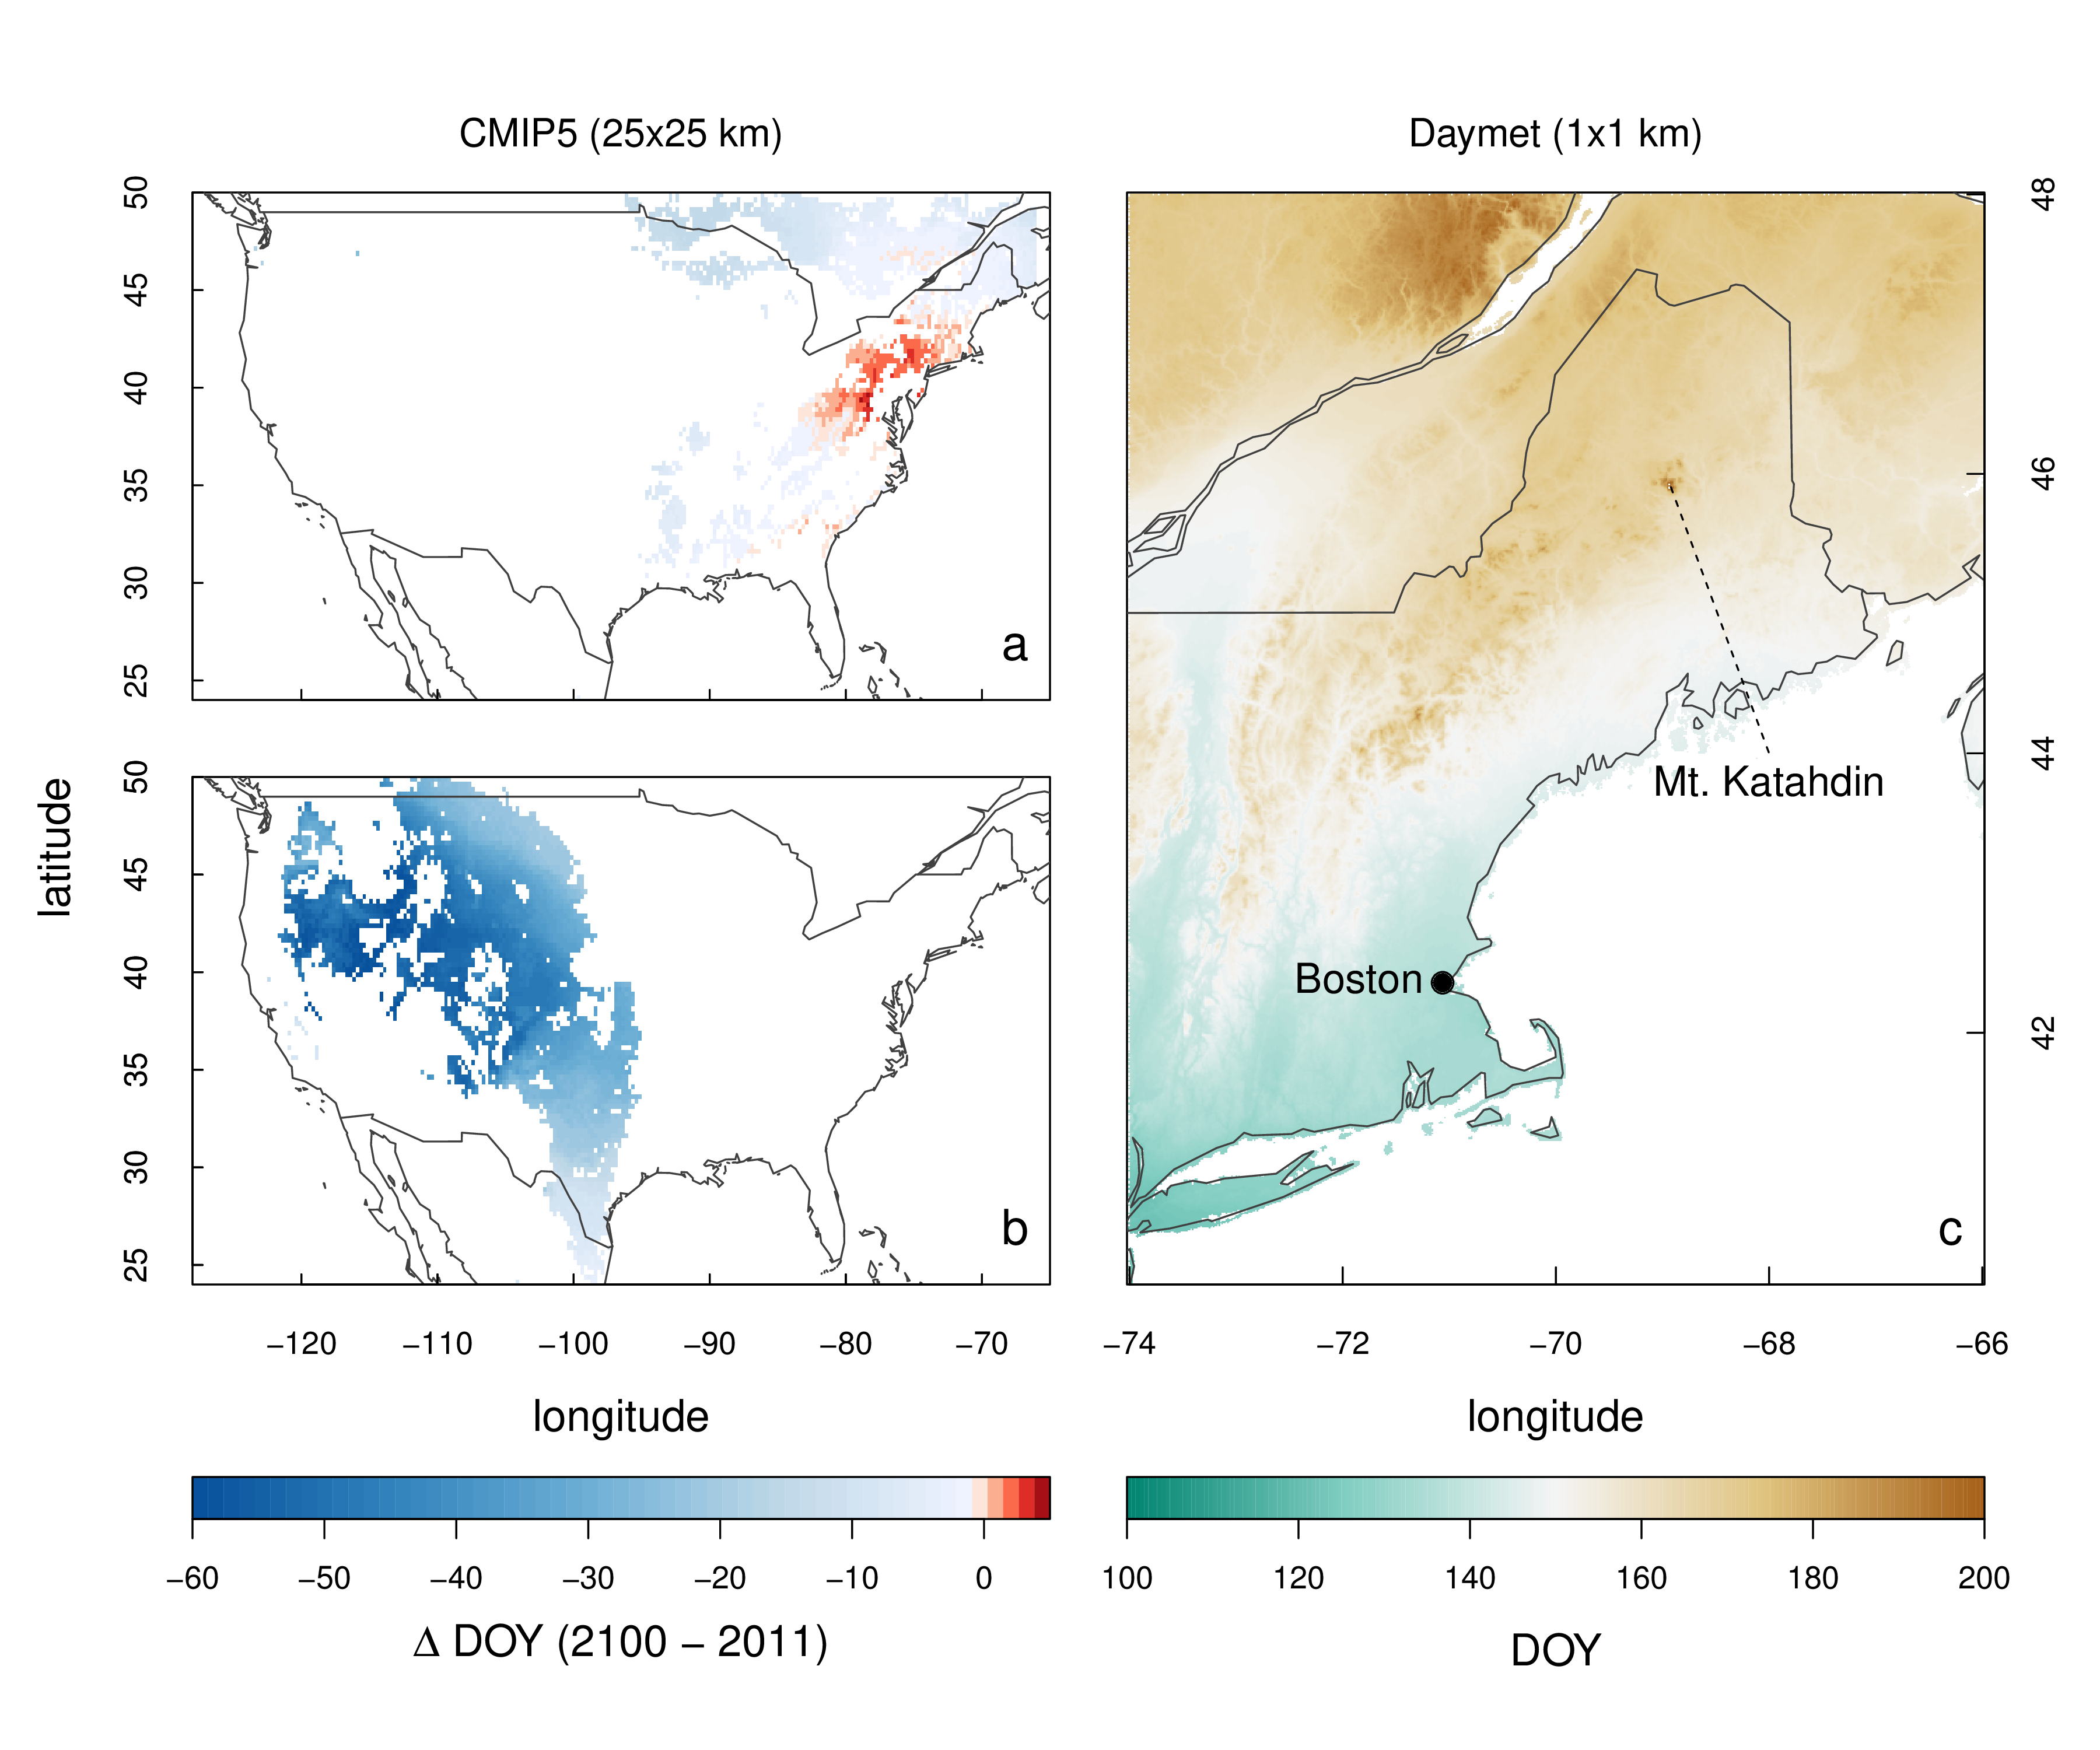 CMIP5 (25x25 km)
Daymet (1x1 km)
50
45
40
35
30
25
a
50
45
40
35
30
25
b
latitude
−120 −110 −100 −90 −80 −70
longitude
−60 −50 −40 −30 −20 −10 0
Δ DOY (2100 − 2011)
48
46
44
42
Mt. Katahdin
Boston
c
−74 −72 −70 −68 −66
longitude
100 120 140 160 180 200
DOY